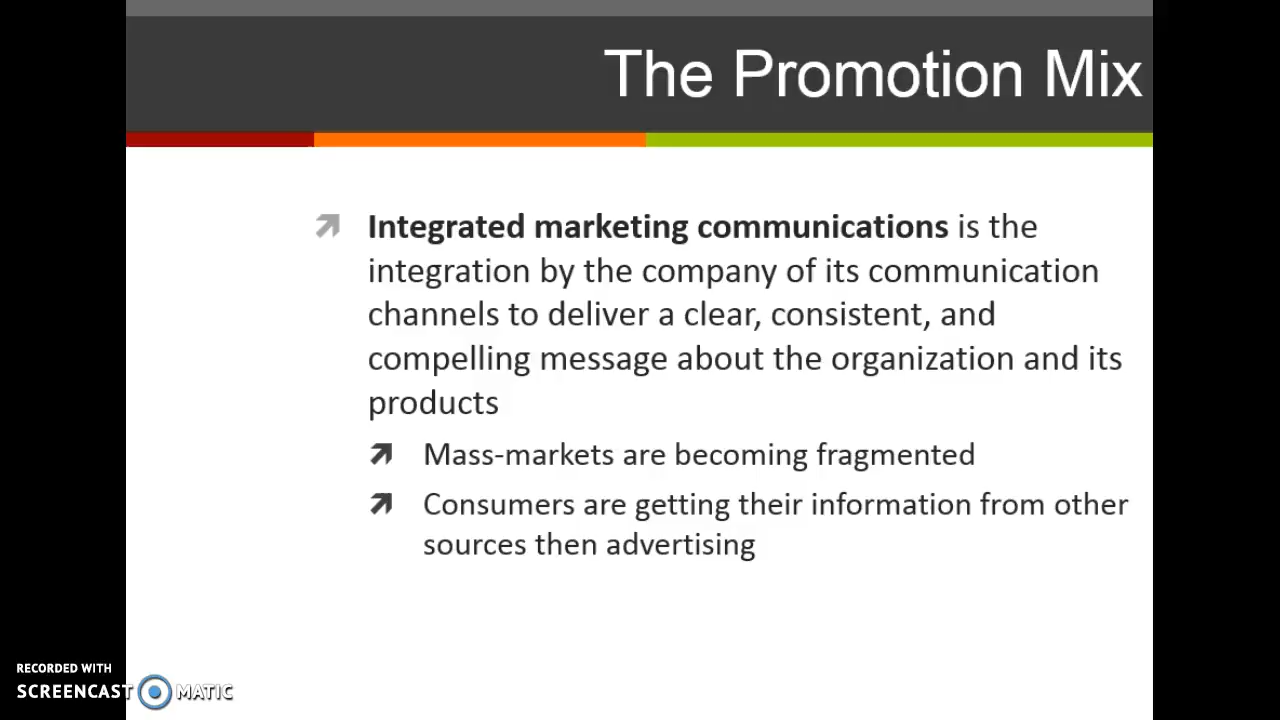 The Promotion Mix
Integrated marketing communications is the
integration by the company of its communication
channels to deliver a clear, consistent, and
compelling message about the organization and its
products
Mass-markets are becoming fragmented
Consumers are getting their information from other
sources then advertising
RECORDED WITH
SCREENCAST MATIC